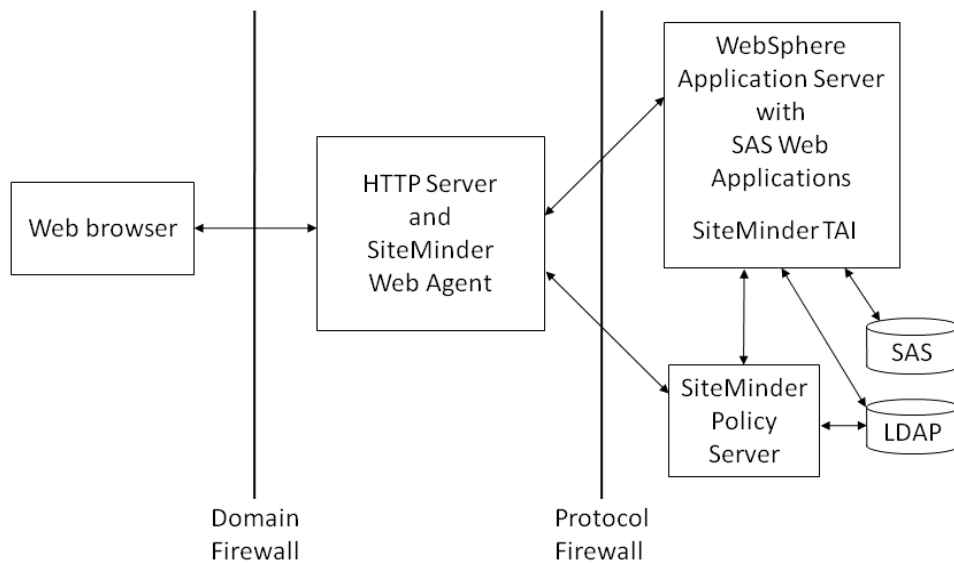 WebSphere
Application Server
with
SAS Web
Applications
SiteMinder TAI
HTTP Server
and
SiteMinder
Web Agent
Web browser
SAS
SiteMinder
Policy
Server
LDAP
Domain
Firewall
Protocol
Firewall